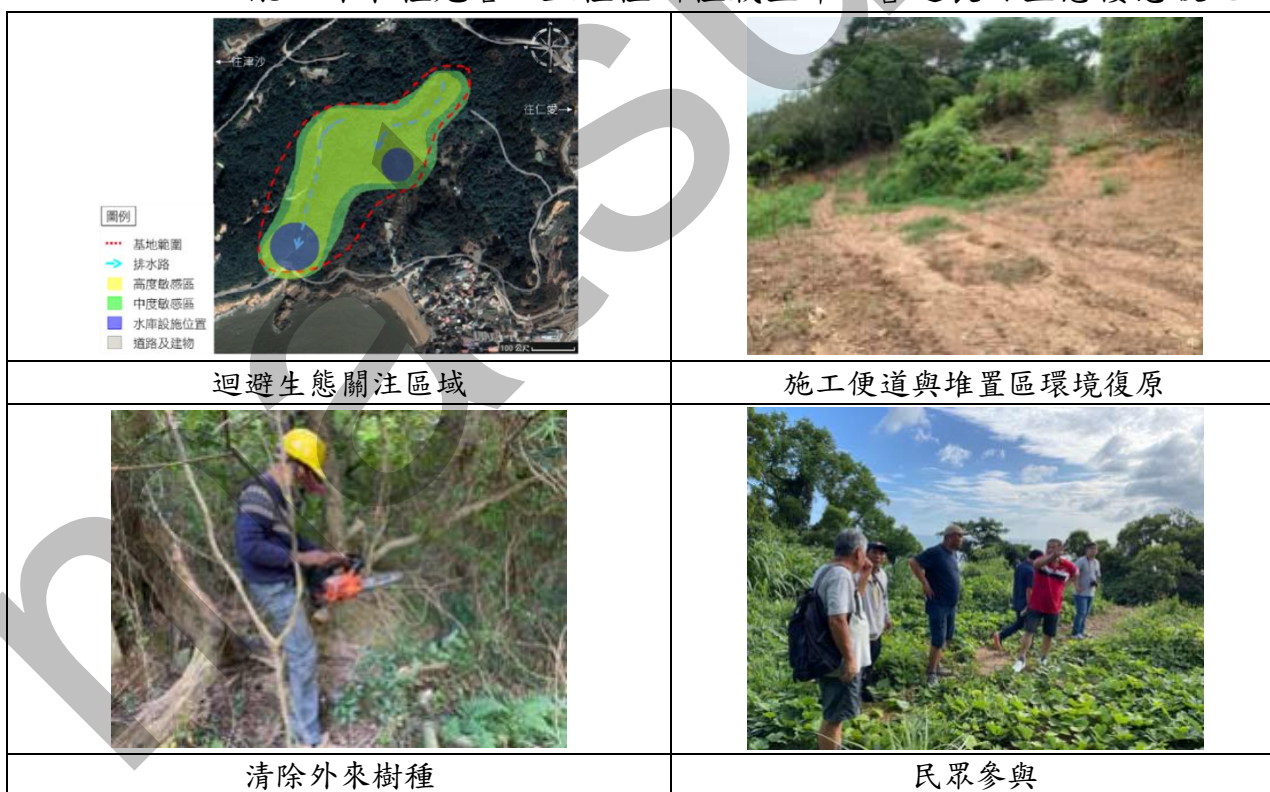 往津沙
往仁愛
圖例
基地範圍
排水路
高度敏感區
中度敏感區
水庫設施位置
道路及建物
100 公尺
迴避生態關注區域
施工便道與堆置區環境復原
清除外來樹種
民眾參與